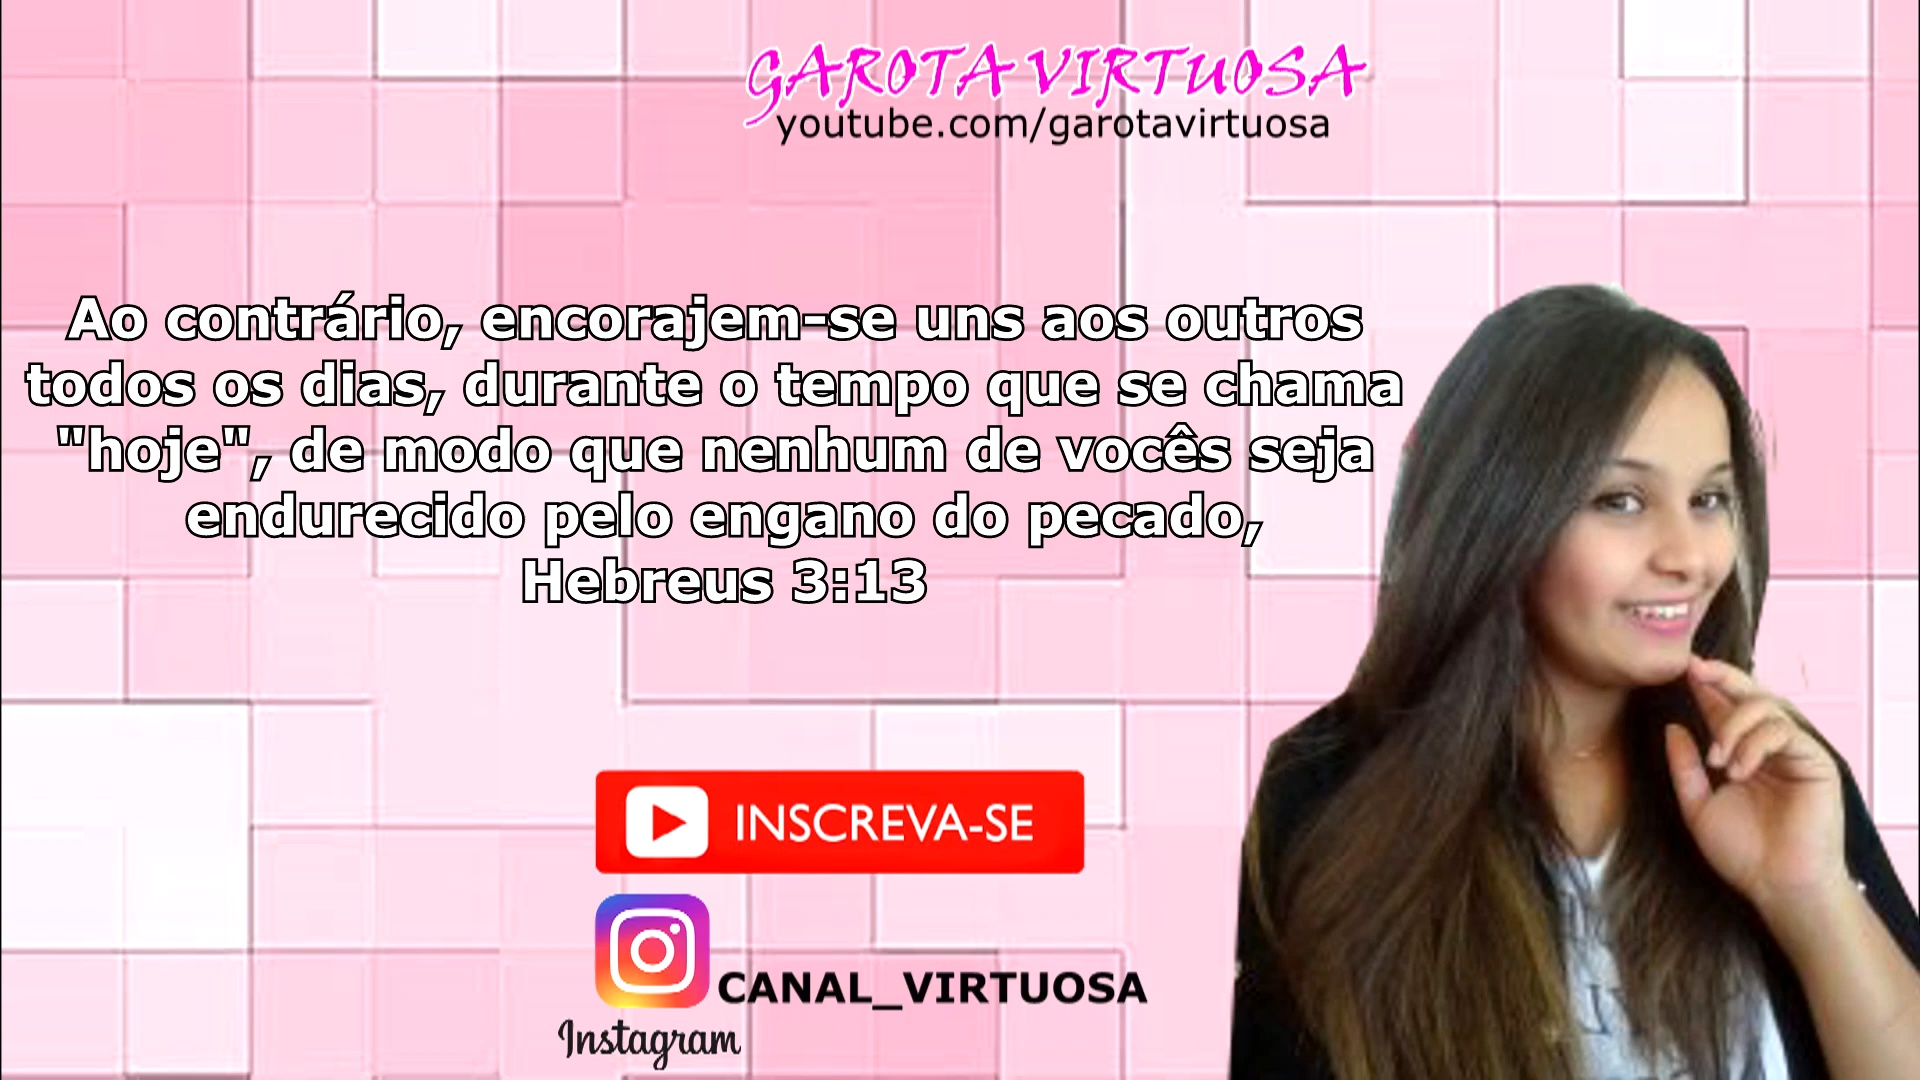 GAROTA VIRTUOSA
youtube.com/garotavirtuosa
Ao contrário, encorajem-se uns aos outros
todos os dias, durante o tempo que se chama
"hoje", de modo que nenhum de vocês seja
endurecido pelo engano do pecado,
Hebreus 3:13
INSCREVA-SE
CANAL_VIRTUOSA
Instagram